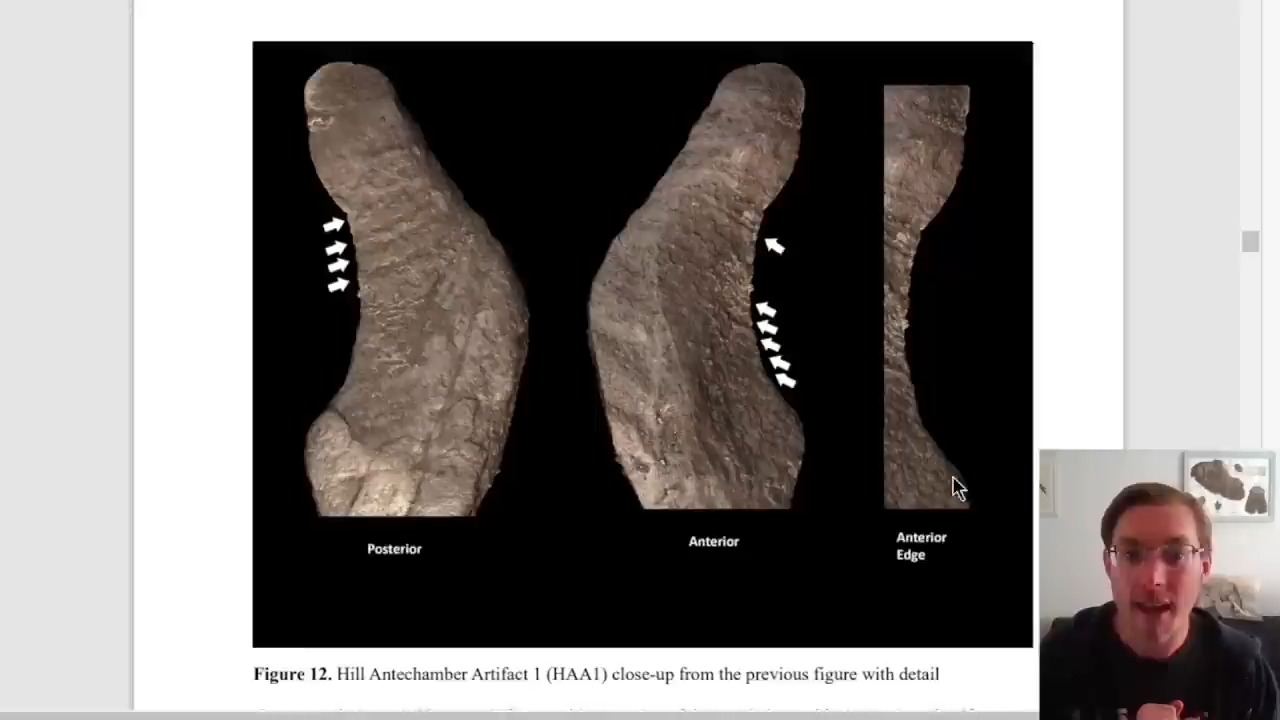 Posterior
Anterior
Anterior
Edge
Figure 12. Hill Antechamber Artifact 1 (HAA1) close-up from the previous figure with detail